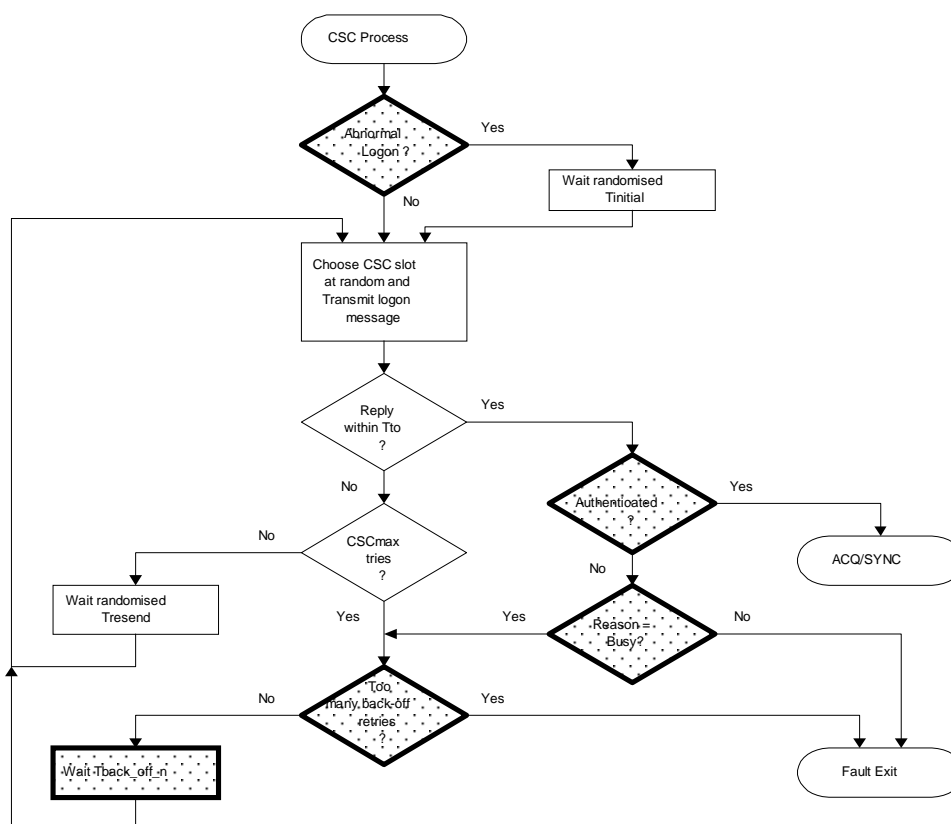 CSC Process
Abnormal
Logon ?
Yes
Wait randomised
Tinitial
No
Choose CSC slot
at random and
Transmit logon
message
Reply
within Tto
?
Yes
No
Authenticated
?
Yes
ACQ/SYNC
No
CSCmax
tries
?
No
Wait randomised
Tresend
Yes
Reason =
Busy?
Yes
No
Too
many back-off
retries
?
No
Yes
Wait Tback_off_n
Fault Exit